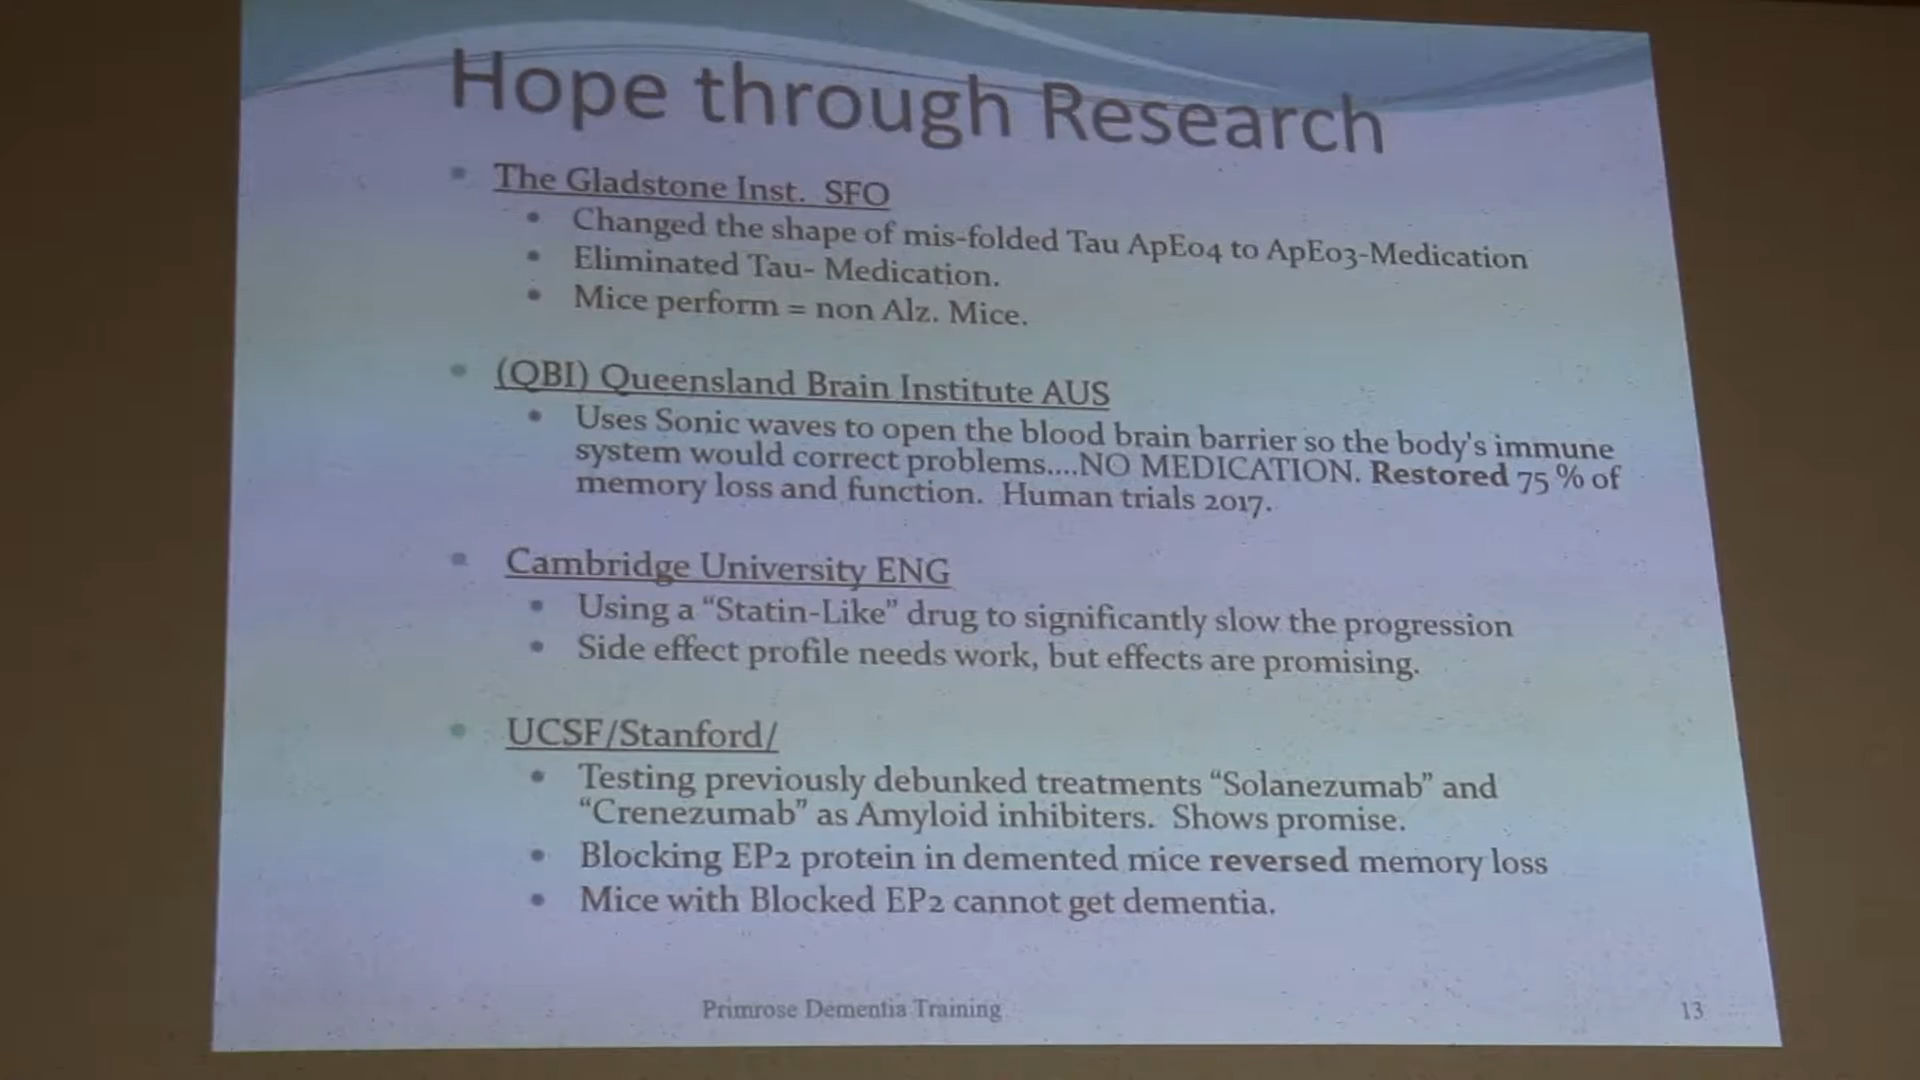 Hope through Research
The Gladstone Inst. SFO
Changed the shape of mis-folded Tau ApEo4 to ApEo3-Medication
Eliminated Tau- Medication.
Mice perform = non Alz. Mice.
(QBI) Queensland Brain Institute AUS
Uses Sonic waves to open the blood brain barrier so the body's immune
system would correct problems....NO MEDICATION. Restored 75 % of
memory loss and function. Human trials 2017.
Cambridge University ENG
Using a “Statin-Like” drug to significantly slow the progression
Side effect profile needs work, but effects are promising.
UCSF/Stanford/
Testing previously debunked treatments “Solanezumab” and
“Crenezumab” as Amyloid inhibiters. Shows promise.
Blocking EP2 protein in demented mice reversed memory loss
Mice with Blocked EP2 cannot get dementia.
Primrose Dementia Training
13